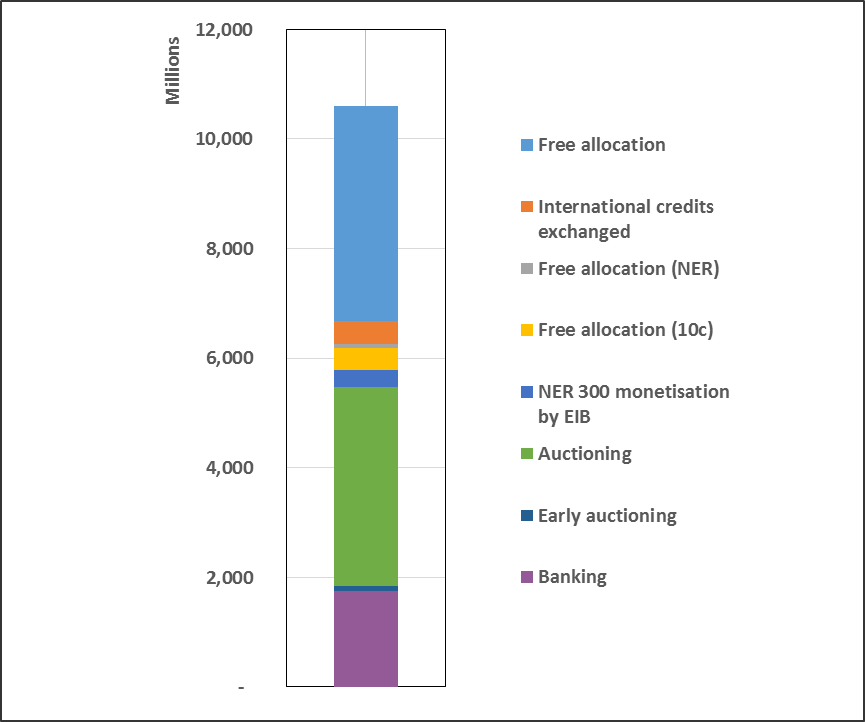 Millions
12,000
10,000
8,000
6,000
4,000
2,000
-
Free allocation
International credits
exchanged
Free allocation (NER)
Free allocation (10c)
NER 300 monetisation
by EIB
Auctioning
Early auctioning
Banking